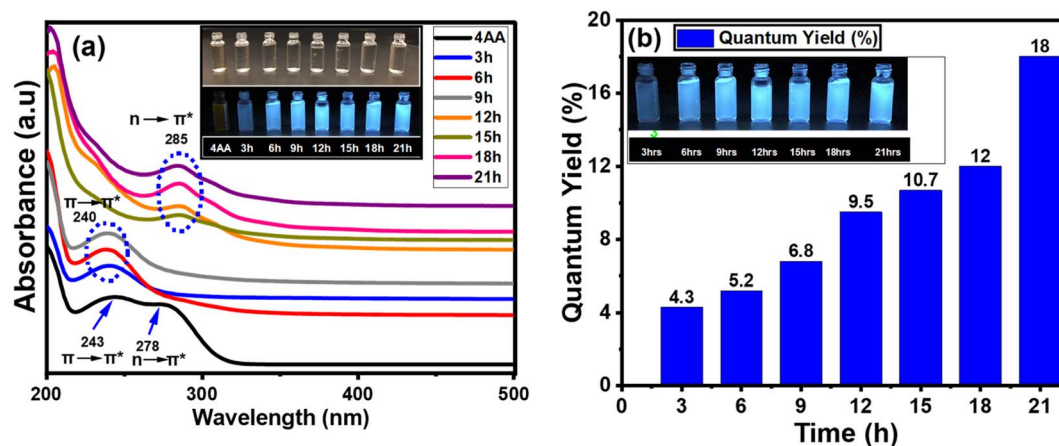 (a)
4AA
3h
6h
9h
12h
15h
18h
21h
4AA 3h 6h 9h 12h 15h 18h 21h
n → π*
285
π → π*
240
243
π → π*
278
n → π*
Absorbance (a.u)
200 300 400 500
Wavelength (nm)
(b)
Quantum Yield (%)
3hrs 6hrs 9hrs 12hrs 15hrs 18hrs 21hrs
3
20
16
12
8
4
0
Quantum Yield (%)
4.3
5.2
6.8
9.5
10.7
12
18
0 3 6 9 12 15 18 21
Time (h)